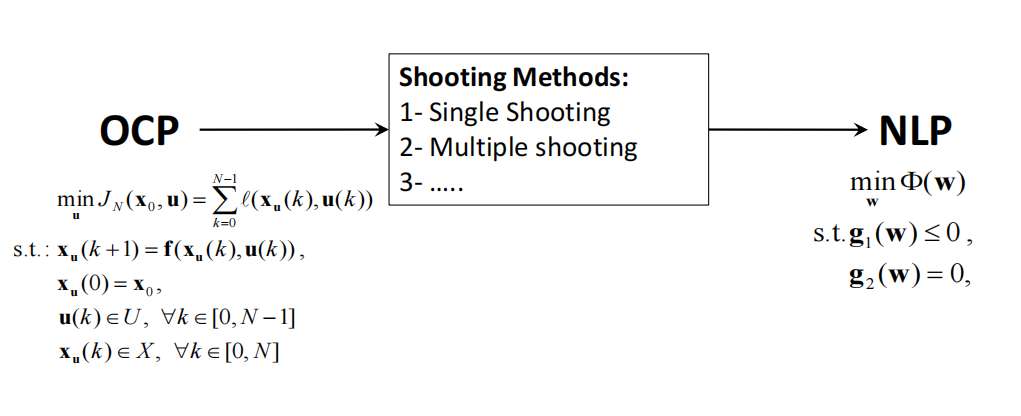 OCP
min_u J_N(x_0, u) = ∑_{k=0}^{N−1} ℓ(x_u(k), u(k))
s.t.: x_u(k+1) = f(x_u(k), u(k)),
x_u(0) = x_0,
u(k) ∈ U, ∀k ∈ [0, N−1]
x_u(k) ∈ X, ∀k ∈ [0, N]
Shooting Methods:
1- Single Shooting
2- Multiple shooting
3- .....
NLP
min_w Φ(w)
s.t. g_1(w) ≤ 0,
g_2(w) = 0,